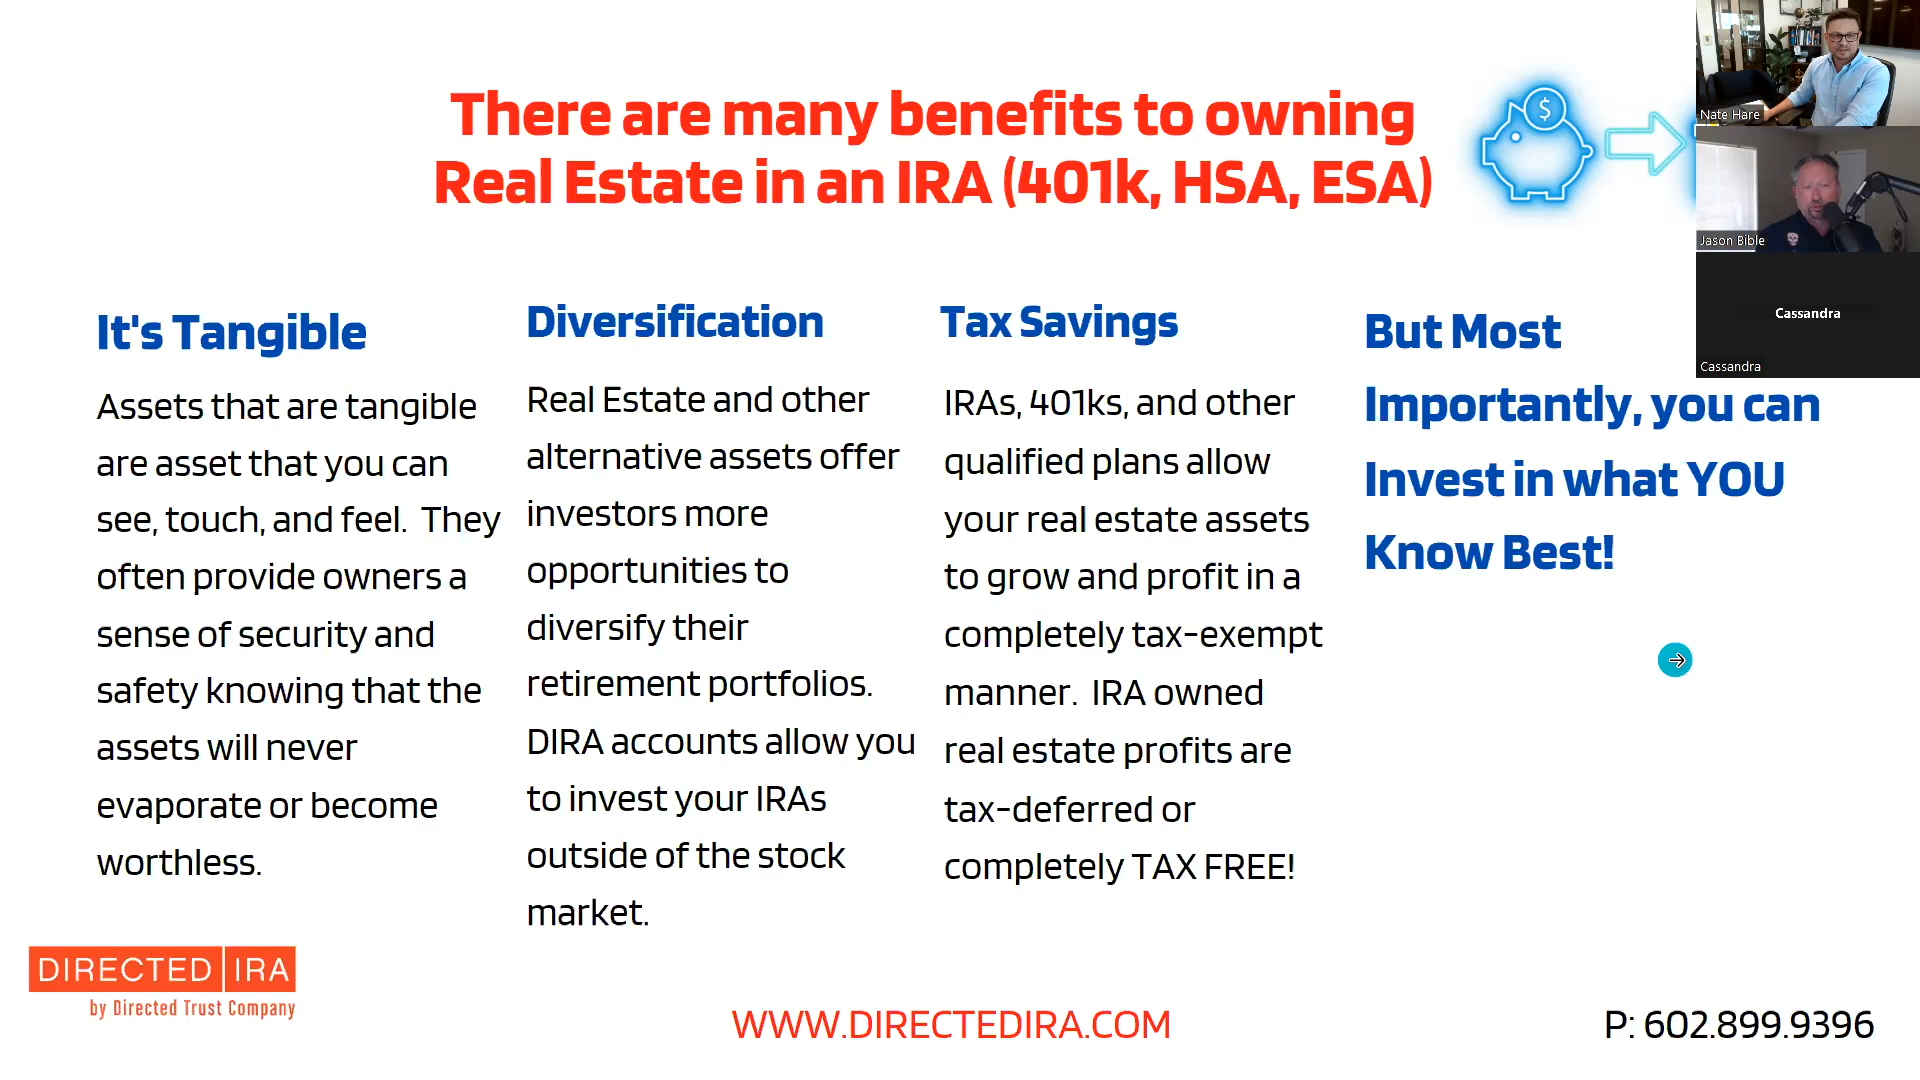 There are many benefits to owning
Real Estate in an IRA (401k, HSA, ESA)
$
It's Tangible
Assets that are tangible
are asset that you can
see, touch, and feel. They
often provide owners a
sense of security and
safety knowing that the
assets will never
evaporate or become
worthless.
Diversification
Real Estate and other
alternative assets offer
investors more
opportunities to
diversify their
retirement portfolios.
DIRA accounts allow you
to invest your IRAs
outside of the stock
market.
Tax Savings
IRAs, 401ks, and other
qualified plans allow
your real estate assets
to grow and profit in a
completely tax-exempt
manner. IRA owned
real estate profits are
tax-deferred or
completely TAX FREE!
But Most
Importantly, you can
Invest in what YOU
Know Best!
Nate Hare
Jason Bible
Cassandra
Cassandra
DIRECTED IRA
by Directed Trust Company
WWW.DIRECTEDIRA.COM
P: 602.899.9396